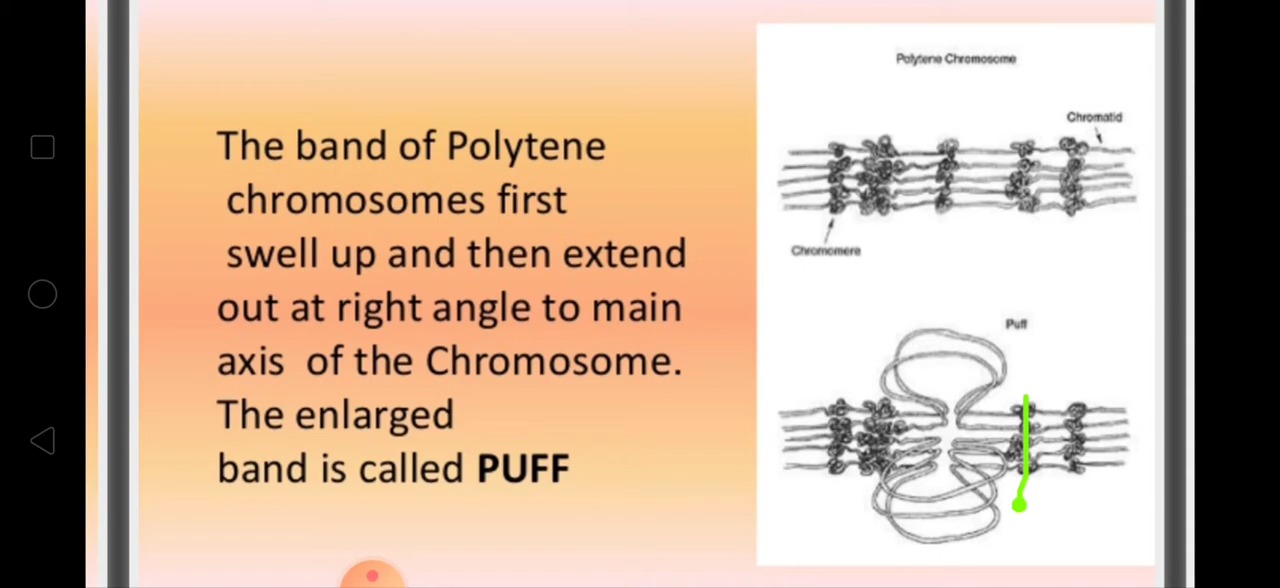 The band of Polytene
chromosomes first
swell up and then extend
out at right angle to main
axis of the Chromosome.
The enlarged
band is called PUFF
Polytene Chromosome
Chromatid
Chromomere
Puff